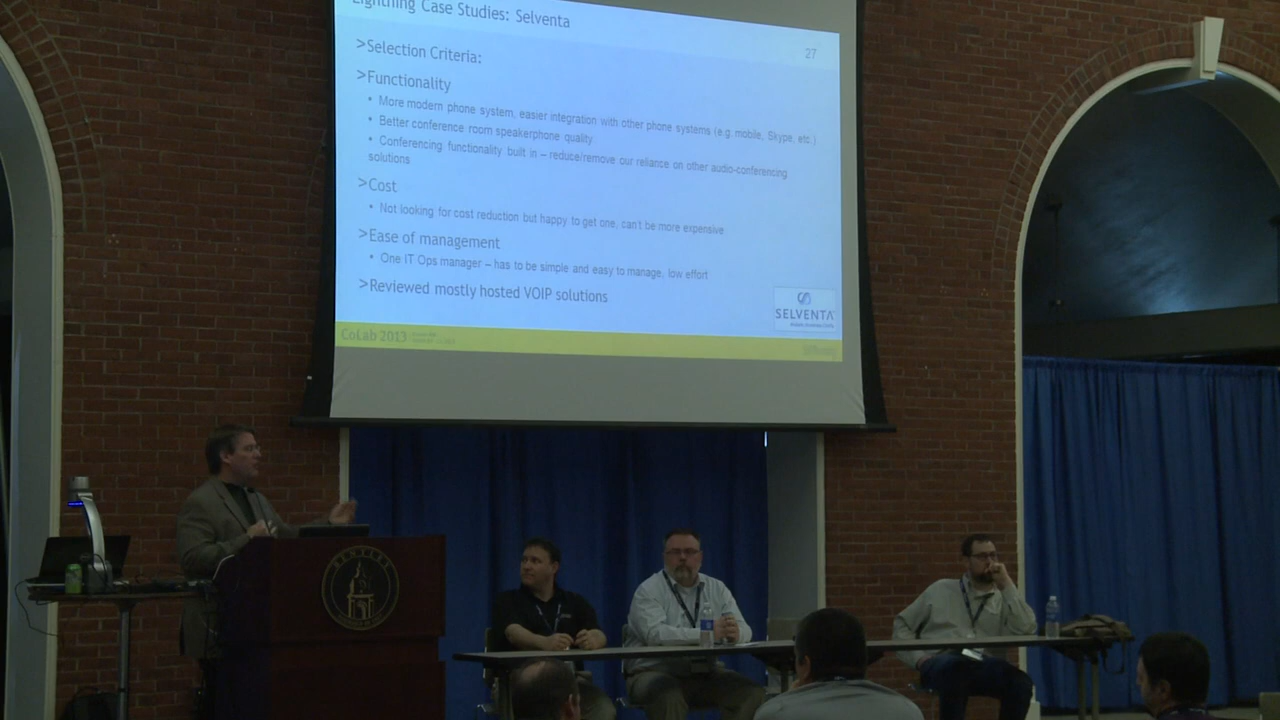 Lightning Case Studies: Selventa
27
>Selection Criteria:
>Functionality
• More modern phone system, easier integration with other phone systems (e.g. mobile, Skype, etc.)
• Better conference room speakerphone quality
• Conferencing functionality built in – reduce/remove our reliance on other audio-conferencing
solutions
>Cost
• Not looking for cost reduction but happy to get one, can't be more expensive
>Ease of management
• One IT Ops manager – has to be simple and easy to manage, low effort
>Reviewed mostly hosted VOIP solutions
SELVENTA
CoLab 2013
BENTLEY